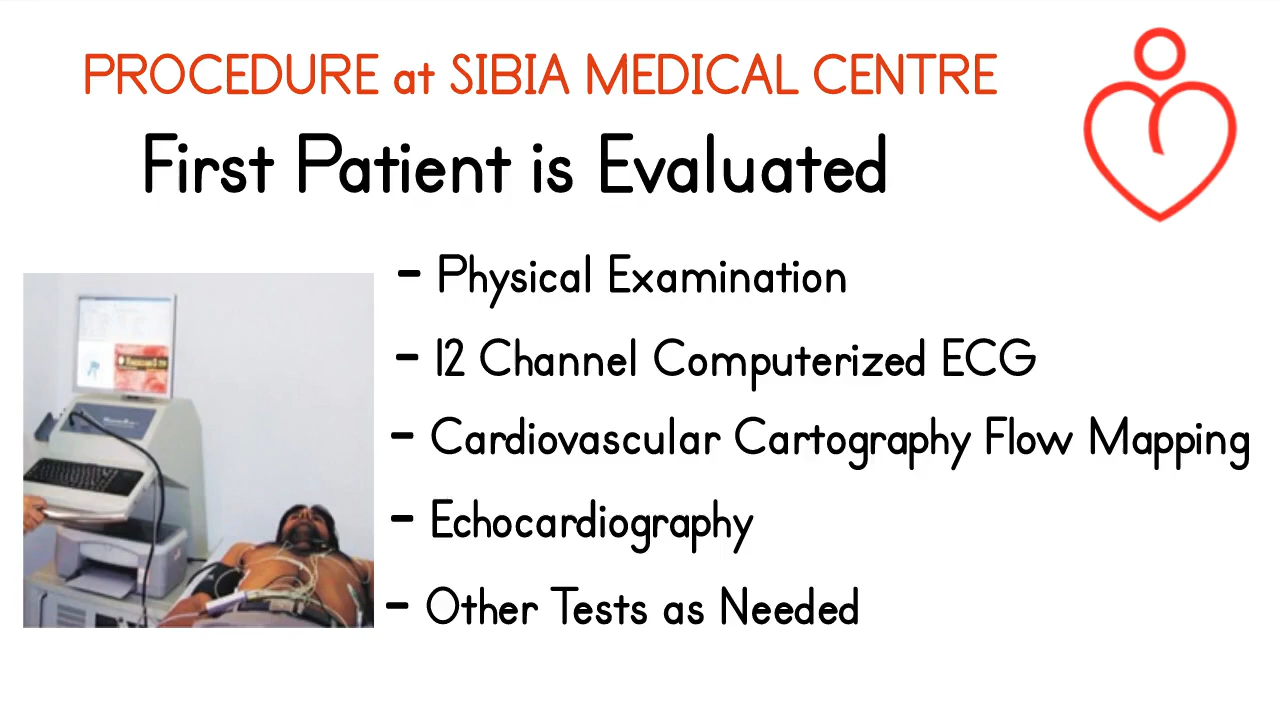 PROCEDURE at SIBIA MEDICAL CENTRE
First Patient is Evaluated
- Physical Examination
- 12 Channel Computerized ECG
- Cardiovascular Cartography Flow Mapping
- Echocardiography
- Other Tests as Needed